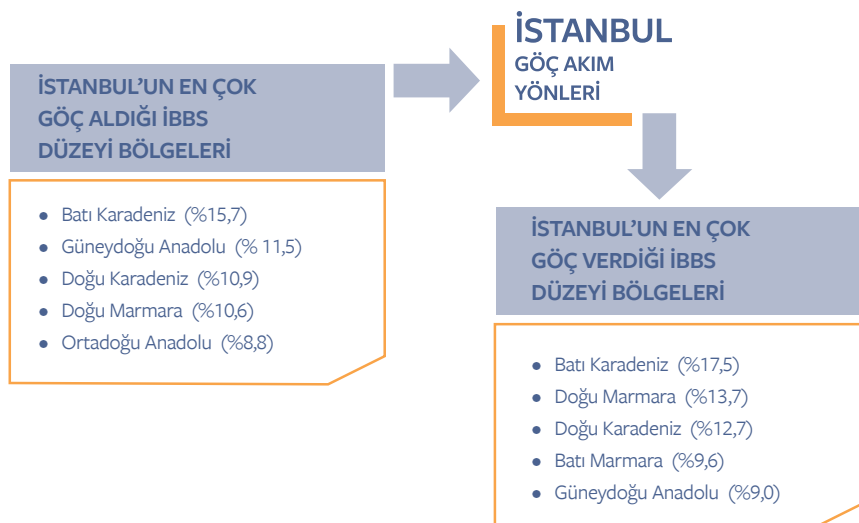 İSTANBUL
GÖÇ AKIM
YÖNLERİ
İSTANBUL’UN EN ÇOK
GÖÇ ALDIĞI İBBS
DÜZEYİ BÖLGELERİ
● Batı Karadeniz (%15,7)
● Güneydoğu Anadolu (% 11,5)
● Doğu Karadeniz (%10,9)
● Doğu Marmara (%10,6)
● Ortadoğu Anadolu (%8,8)
İSTANBUL’UN EN ÇOK
GÖÇ VERDİĞİ İBBS
DÜZEYİ BÖLGELERİ
● Batı Karadeniz (%17,5)
● Doğu Marmara (%13,7)
● Doğu Karadeniz (%12,7)
● Batı Marmara (%9,6)
● Güneydoğu Anadolu (%9,0)